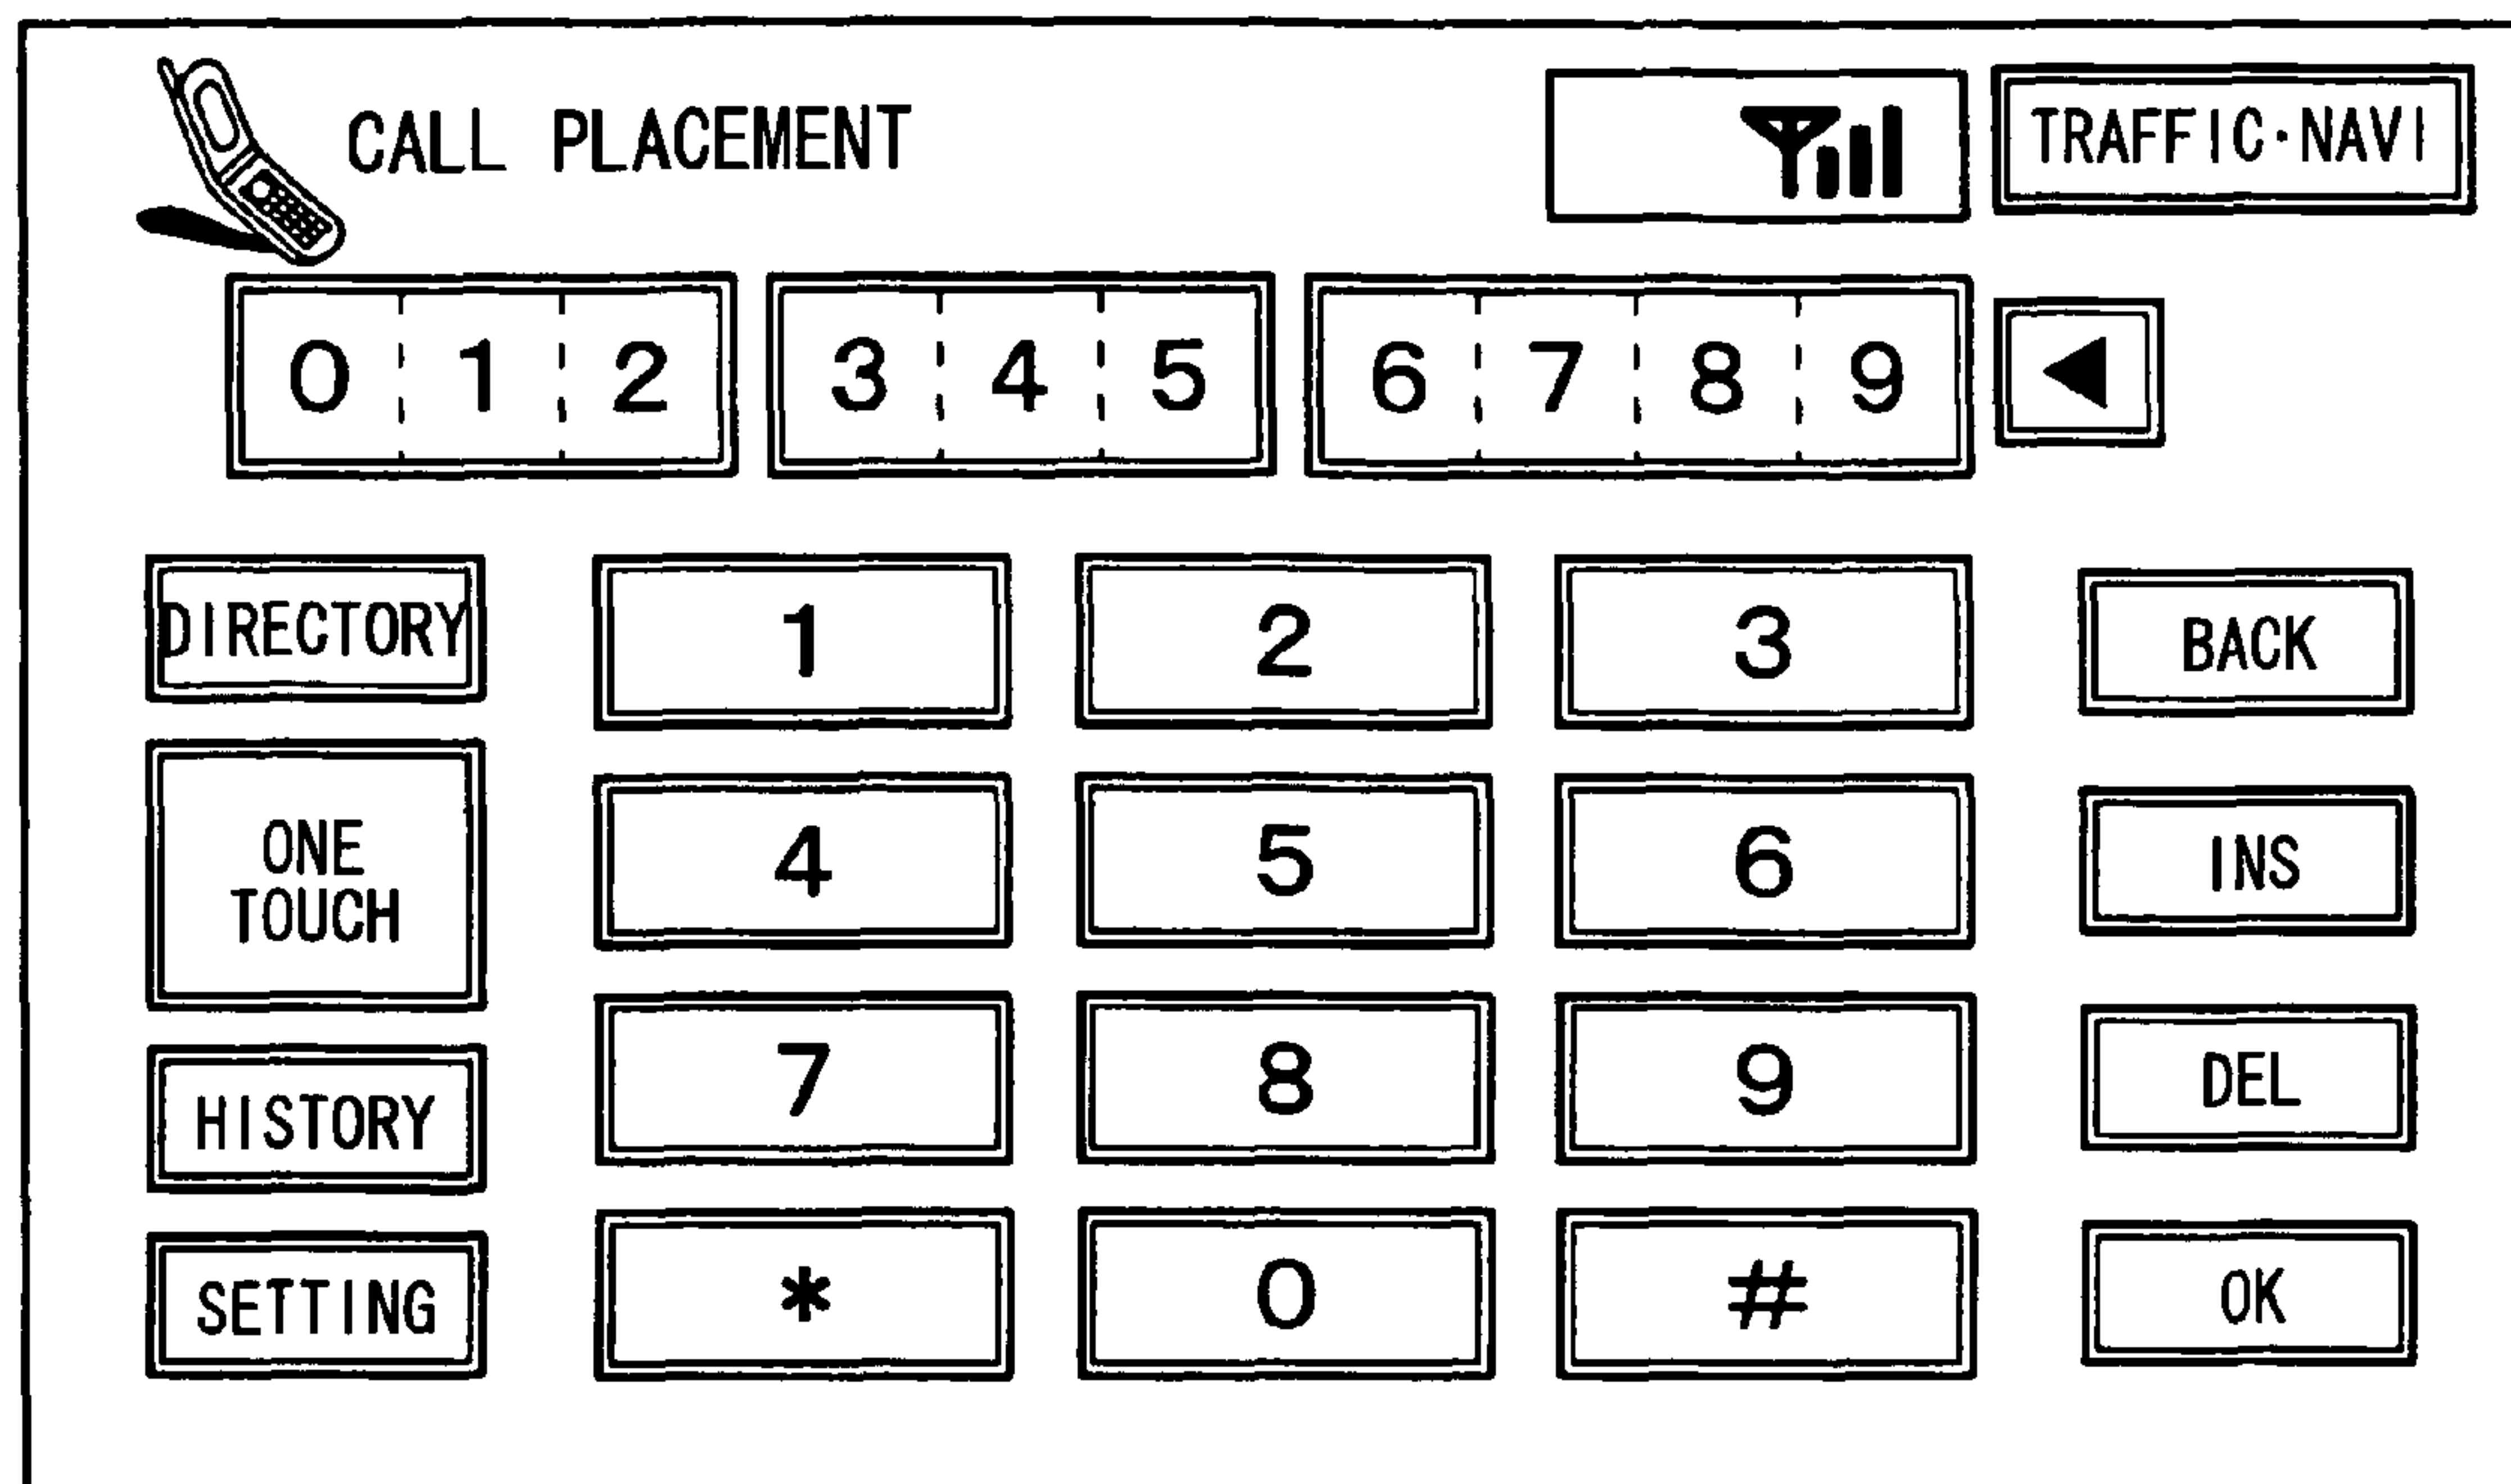 CALL PLACEMENT
TRAFFIC・NAVI
0 1 2 3 4 5 6 7 8 9
DIRECTORY 1 2 3 BACK
ONE
TOUCH
4 5 6 INS
HISTORY 7 8 9 DEL
SETTING * 0 # OK